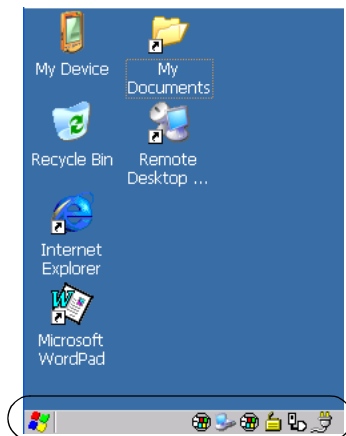 My Device
My
Documents
Recycle Bin
Remote
Desktop ...
Internet
Explorer
Microsoft
WordPad